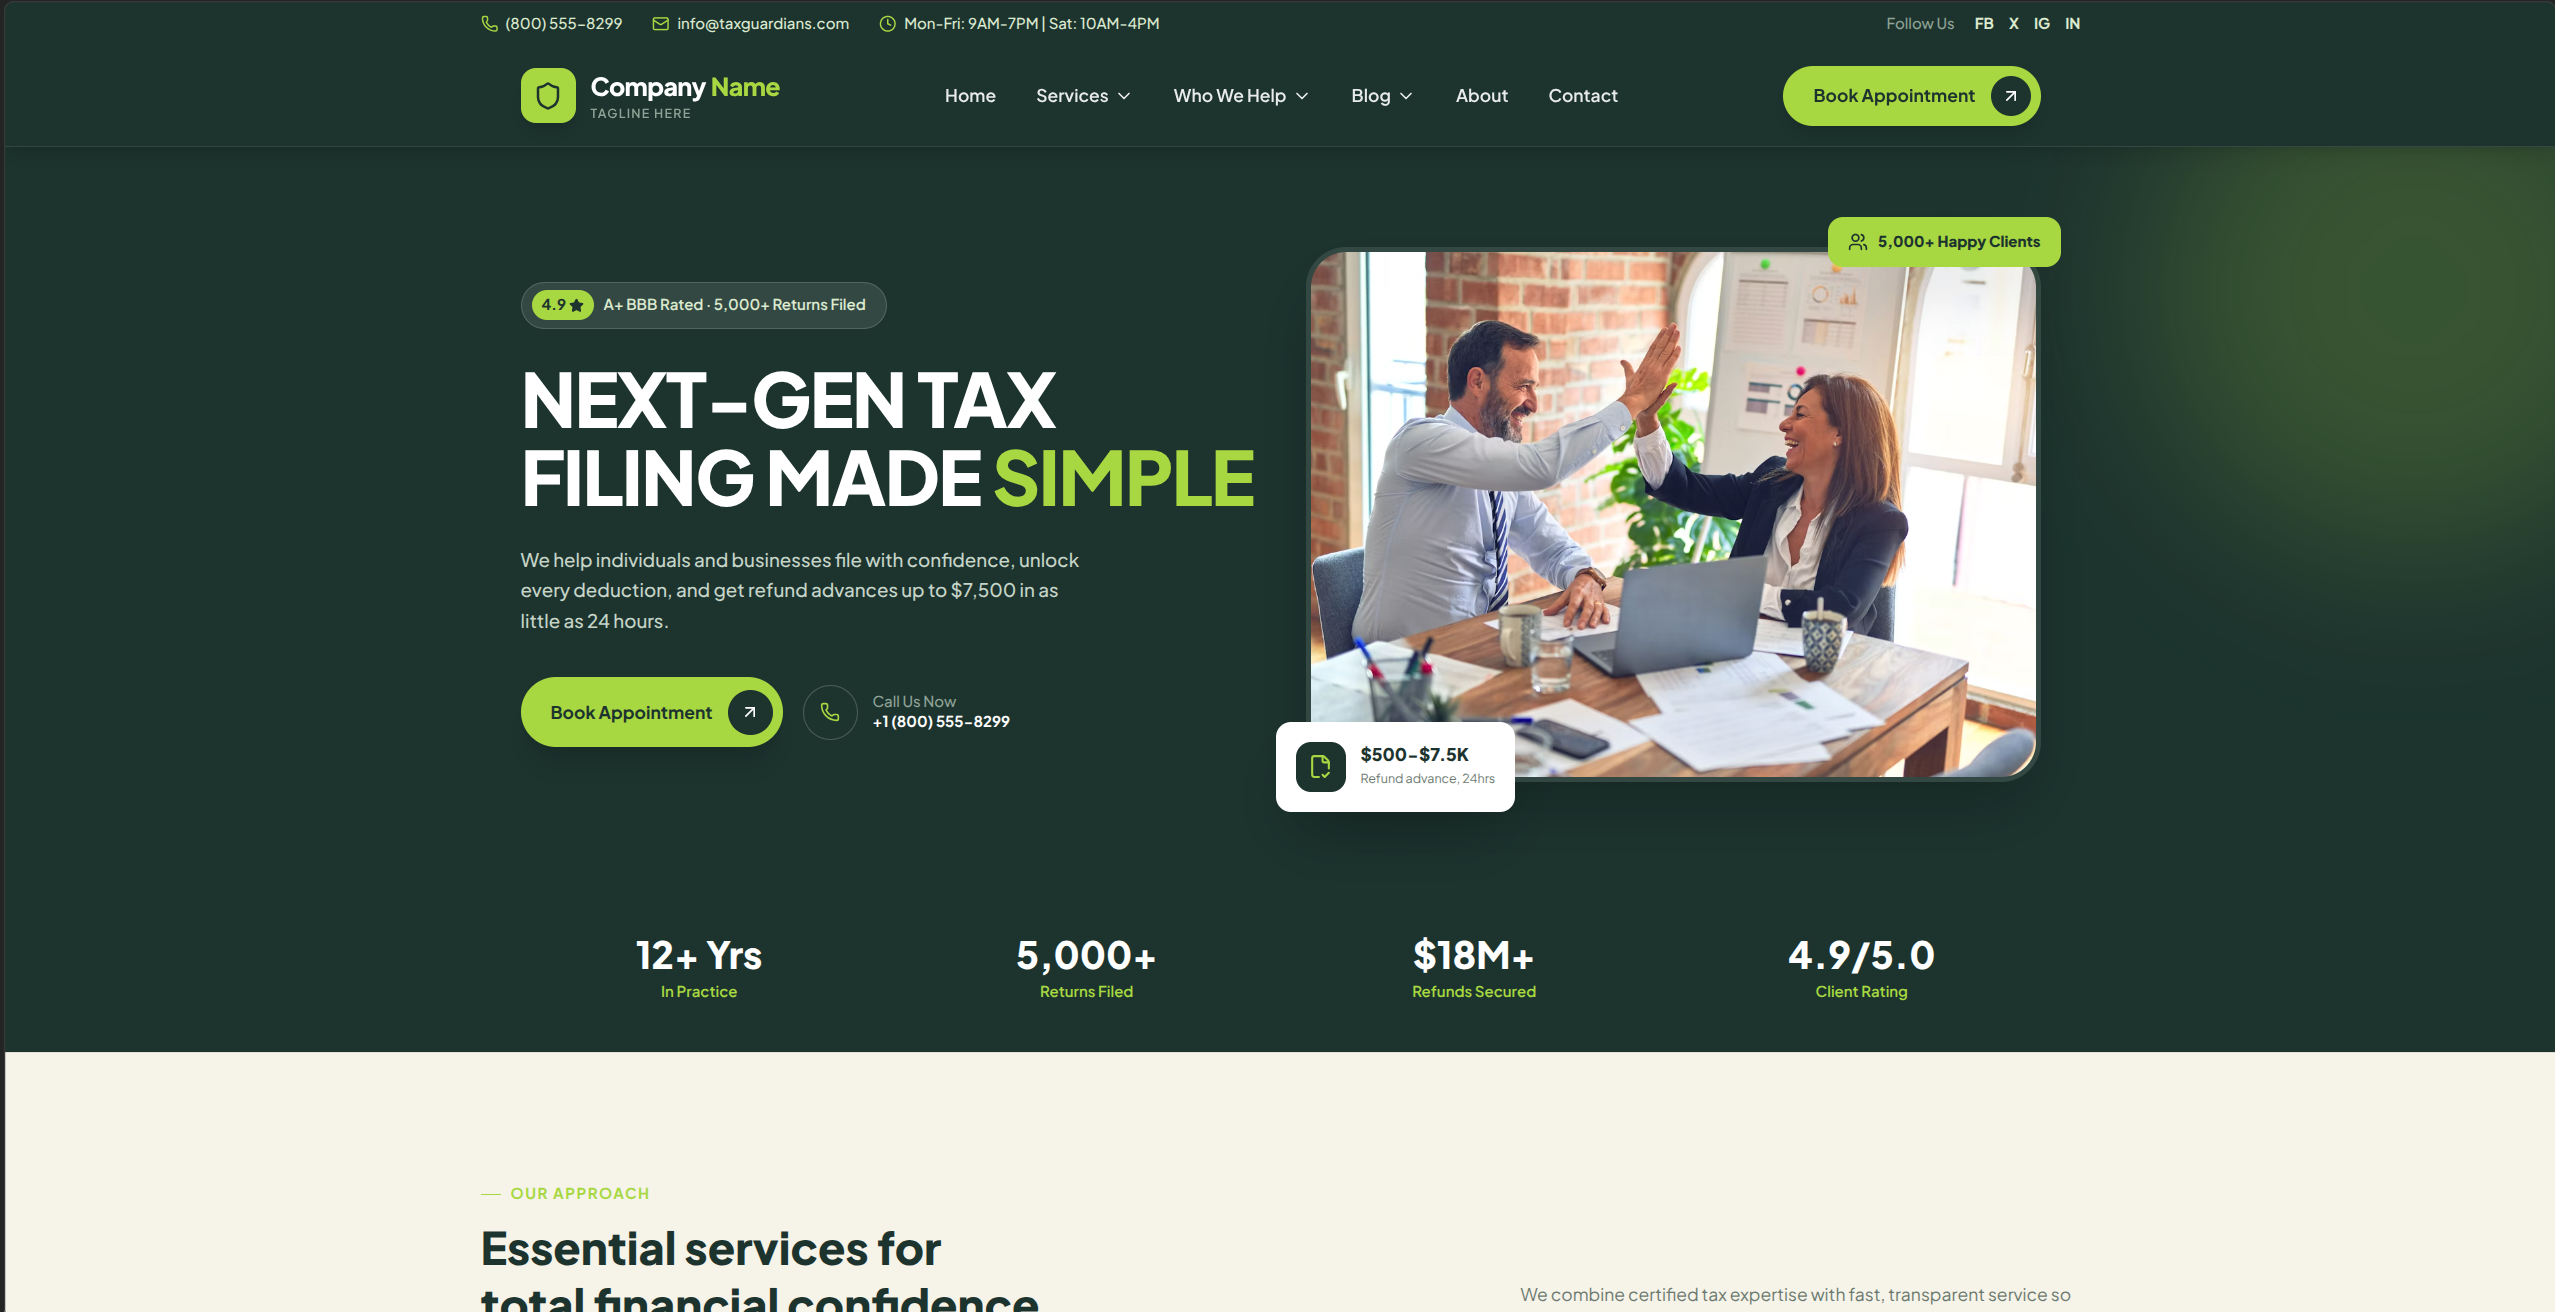 (800) 555-8299 info@taxguardians.com Mon-Fri: 9AM-7PM | Sat: 10AM-4PM Follow Us FB X IG IN
Company Name
TAGLINE HERE
Home Services Who We Help Blog About Contact
Book Appointment
5,000+ Happy Clients
4.9 ★ A+ BBB Rated · 5,000+ Returns Filed
NEXT-GEN TAX
FILING MADE SIMPLE
We help individuals and businesses file with confidence, unlock
every deduction, and get refund advances up to $7,500 in as
little as 24 hours.
Book Appointment
Call Us Now
+1 (800) 555-8299
$500-$7.5K
Refund advance, 24hrs
12+ Yrs
In Practice
5,000+
Returns Filed
$18M+
Refunds Secured
4.9/5.0
Client Rating
OUR APPROACH
Essential services for
total financial confidence
We combine certified tax expertise with fast, transparent service so